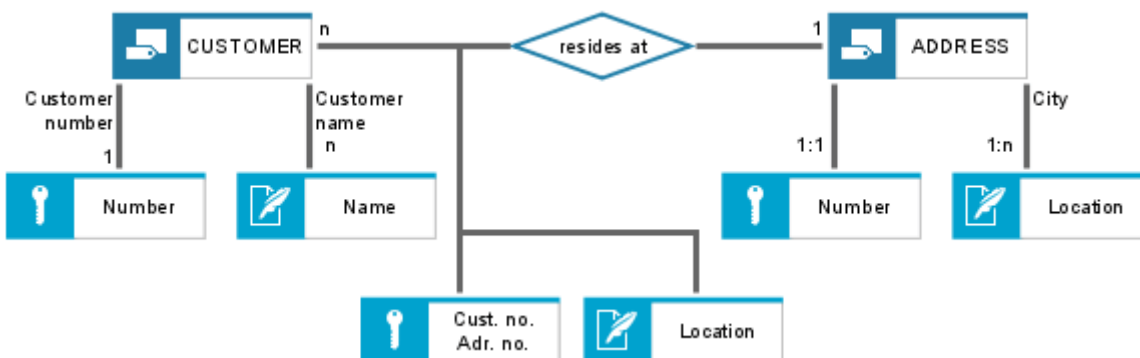 n
CUSTOMER
resides at
1
ADDRESS
Customer
number
Customer
name
City
1
n
1:1
1:n
Number
Name
Number
Location
Cust. no.
Adr. no.
Location